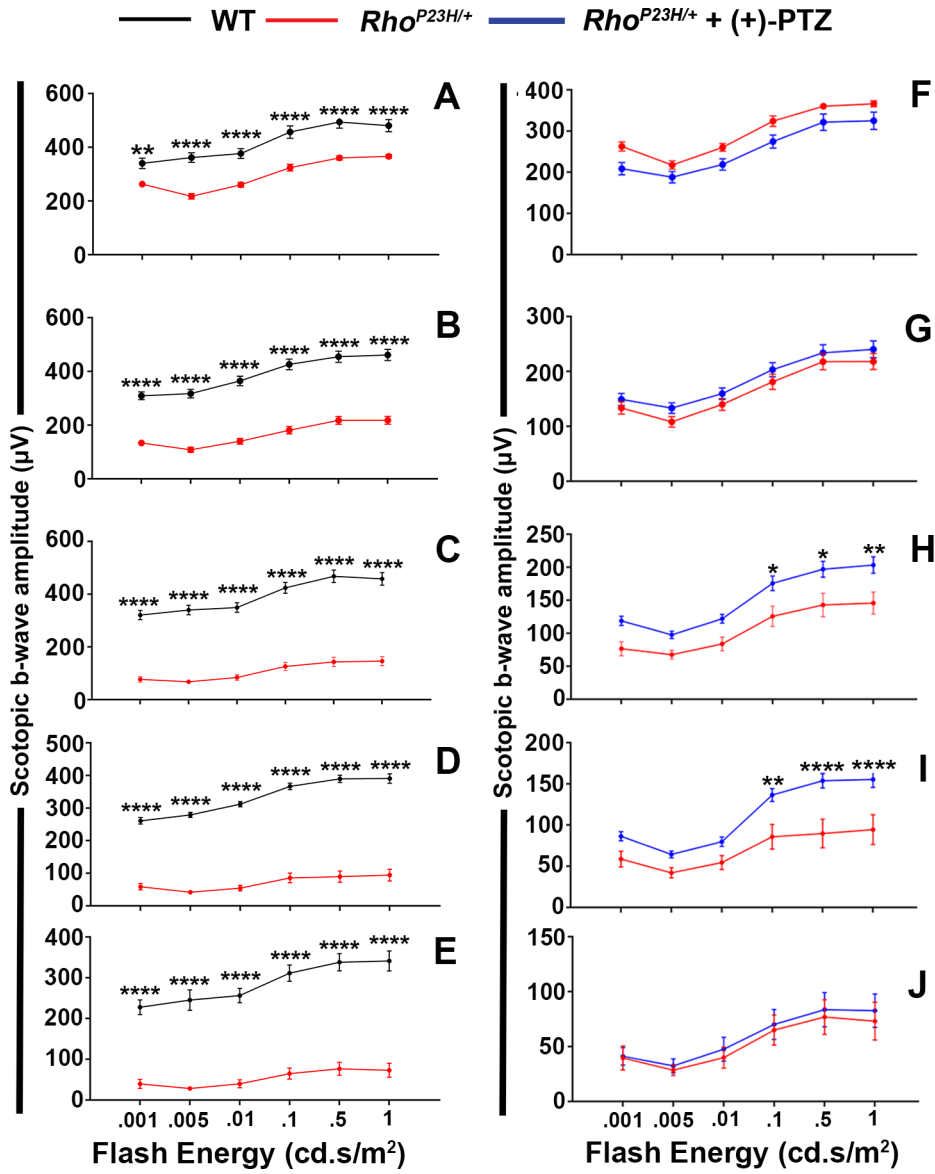 WT Rho^P23H/+ Rho^P23H/+ + (+)-PTZ
Scotopic b-wave amplitude (µV)
A
600
400
200
0
** **** **** **** **** ****
B
600
400
200
0
**** **** **** **** **** ****
C
600
400
200
0
**** **** **** **** **** ****
D
500
400
300
200
100
0
**** **** **** **** **** ****
E
400
300
200
100
0
**** **** **** **** **** ****
.001 .005 .01 .1 .5 1
Flash Energy (cd.s/m²)
Scotopic b-wave amplitude (µV)
F
400
300
200
100
0
G
300
200
100
0
H
250
200
150
100
50
0
* * **
I
200
150
100
50
0
** **** ****
J
150
100
50
0
.001 .005 .01 .1 .5 1
Flash Energy (cd.s/m²)